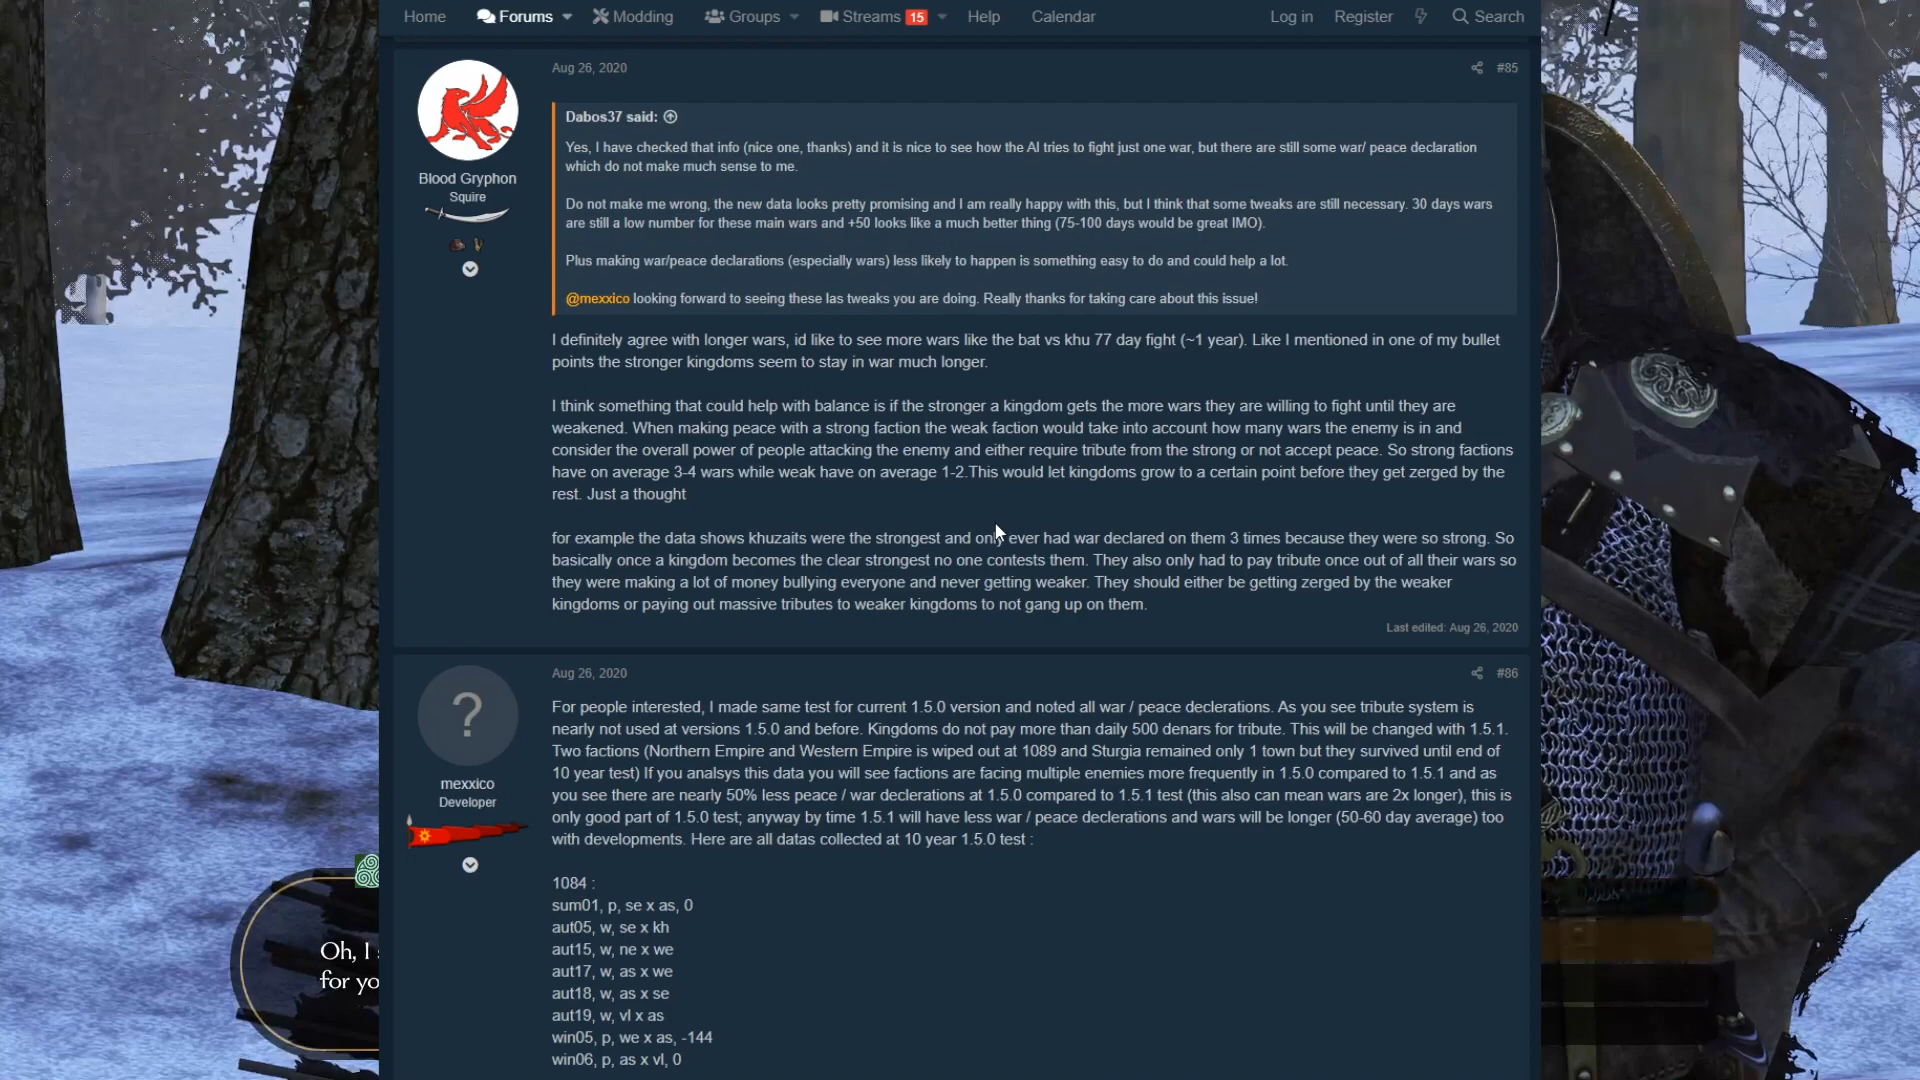 Home Forums Modding Groups Streams 15 Help Calendar Log in Register Search
Aug 26, 2020 #85
Blood Gryphon
Squire
Dabos37 said:
Yes, I have checked that info (nice one, thanks) and it is nice to see how the AI tries to fight just one war, but there are still some war/ peace declaration
which do not make much sense to me.
Do not make me wrong, the new data looks pretty promising and I am really happy with this, but I think that some tweaks are still necessary. 30 days wars
are still a low number for these main wars and +50 looks like a much better thing (75-100 days would be great IMO).
Plus making war/peace declarations (especially wars) less likely to happen is something easy to do and could help a lot.
@mexxico looking forward to seeing these las tweaks you are doing. Really thanks for taking care about this issue!
I definitely agree with longer wars, id like to see more wars like the bat vs khu 77 day fight (~1 year). Like I mentioned in one of my bullet
points the stronger kingdoms seem to stay in war much longer.
I think something that could help with balance is if the stronger a kingdom gets the more wars they are willing to fight until they are
weakened. When making peace with a strong faction the weak faction would take into account how many wars the enemy is in and
consider the overall power of people attacking the enemy and either require tribute from the strong or not accept peace. So strong factions
have on average 3-4 wars while weak have on average 1-2.This would let kingdoms grow to a certain point before they get zerged by the
rest. Just a thought
for example the data shows khuzaits were the strongest and only ever had war declared on them 3 times because they were so strong. So
basically once a kingdom becomes the clear strongest no one contests them. They also only had to pay tribute once out of all their wars so
they were making a lot of money bullying everyone and never getting weaker. They should either be getting zerged by the weaker
kingdoms or paying out massive tributes to weaker kingdoms to not gang up on them.
Last edited: Aug 26, 2020
Aug 26, 2020 #86
?
mexxico
Developer
For people interested, I made same test for current 1.5.0 version and noted all war / peace declerations. As you see tribute system is
nearly not used at versions 1.5.0 and before. Kingdoms do not pay more than daily 500 denars for tribute. This will be changed with 1.5.1.
Two factions (Northern Empire and Western Empire is wiped out at 1089 and Sturgia remained only 1 town but they survived until end of
10 year test) If you analsys this data you will see factions are facing multiple enemies more frequently in 1.5.0 compared to 1.5.1 and as
you see there are nearly 50% less peace / war declerations at 1.5.0 compared to 1.5.1 test (this also can mean wars are 2x longer), this is
only good part of 1.5.0 test; anyway by time 1.5.1 will have less war / peace declerations and wars will be longer (50-60 day average) too
with developments. Here are all datas collected at 10 year 1.5.0 test :
1084 :
sum01, p, se x as, 0
aut05, w, se x kh
aut15, w, ne x we
aut17, w, as x we
aut18, w, as x se
aut19, w, vl x as
win05, p, we x as, -144
win06, p, as x vl, 0
Oh, I
for yo